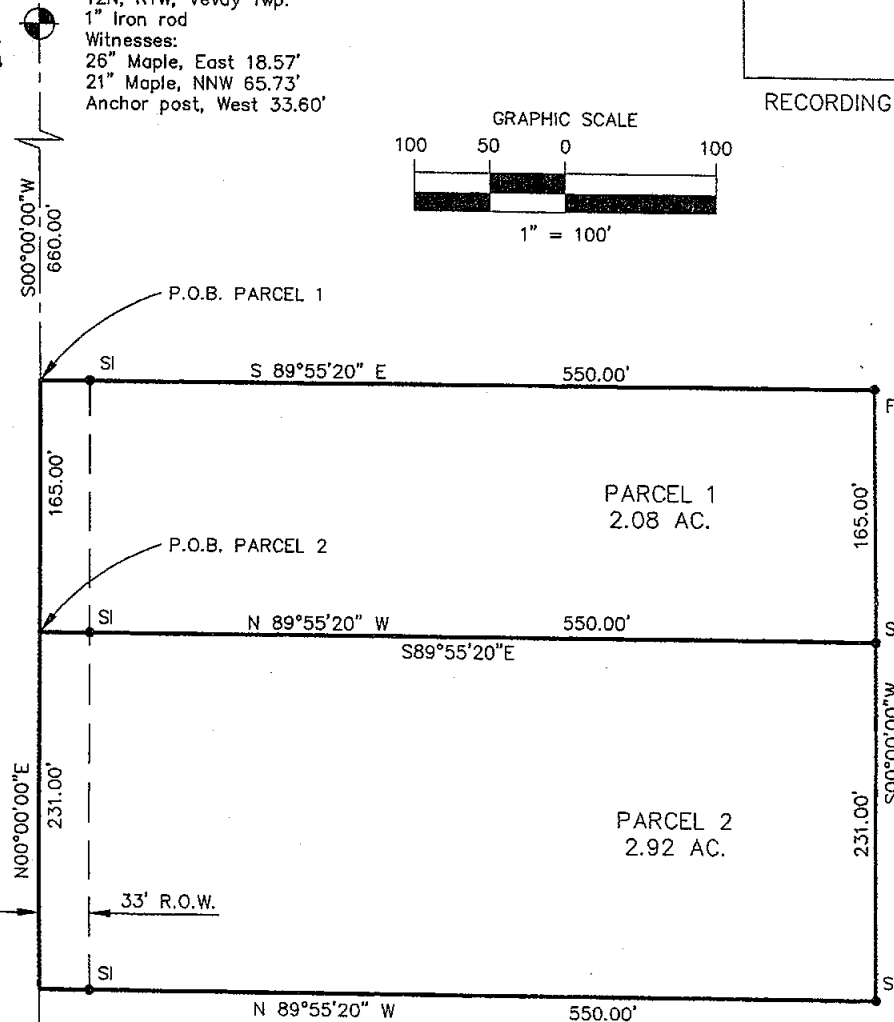 T2N, R1W, Vevay Twp.
1" Iron rod
Witnesses:
26" Maple, East 18.57'
21" Maple, NNW 65.73'
Anchor post, West 33.60'
RECORDING
GRAPHIC SCALE
100 50 0 100
1" = 100'
S00°00'00"W
660.00'
P.O.B. PARCEL 1
SI
S 89°55'20" E 550.00'
F
165.00'
PARCEL 1
2.08 AC.
165.00'
P.O.B. PARCEL 2
SI
N 89°55'20" W 550.00'
S
S89°55'20"E
N00°00'00"E
231.00'
PARCEL 2
2.92 AC.
231.00'
S00°00'00"W
33' R.O.W.
SI
S
N 89°55'20" W 550.00'